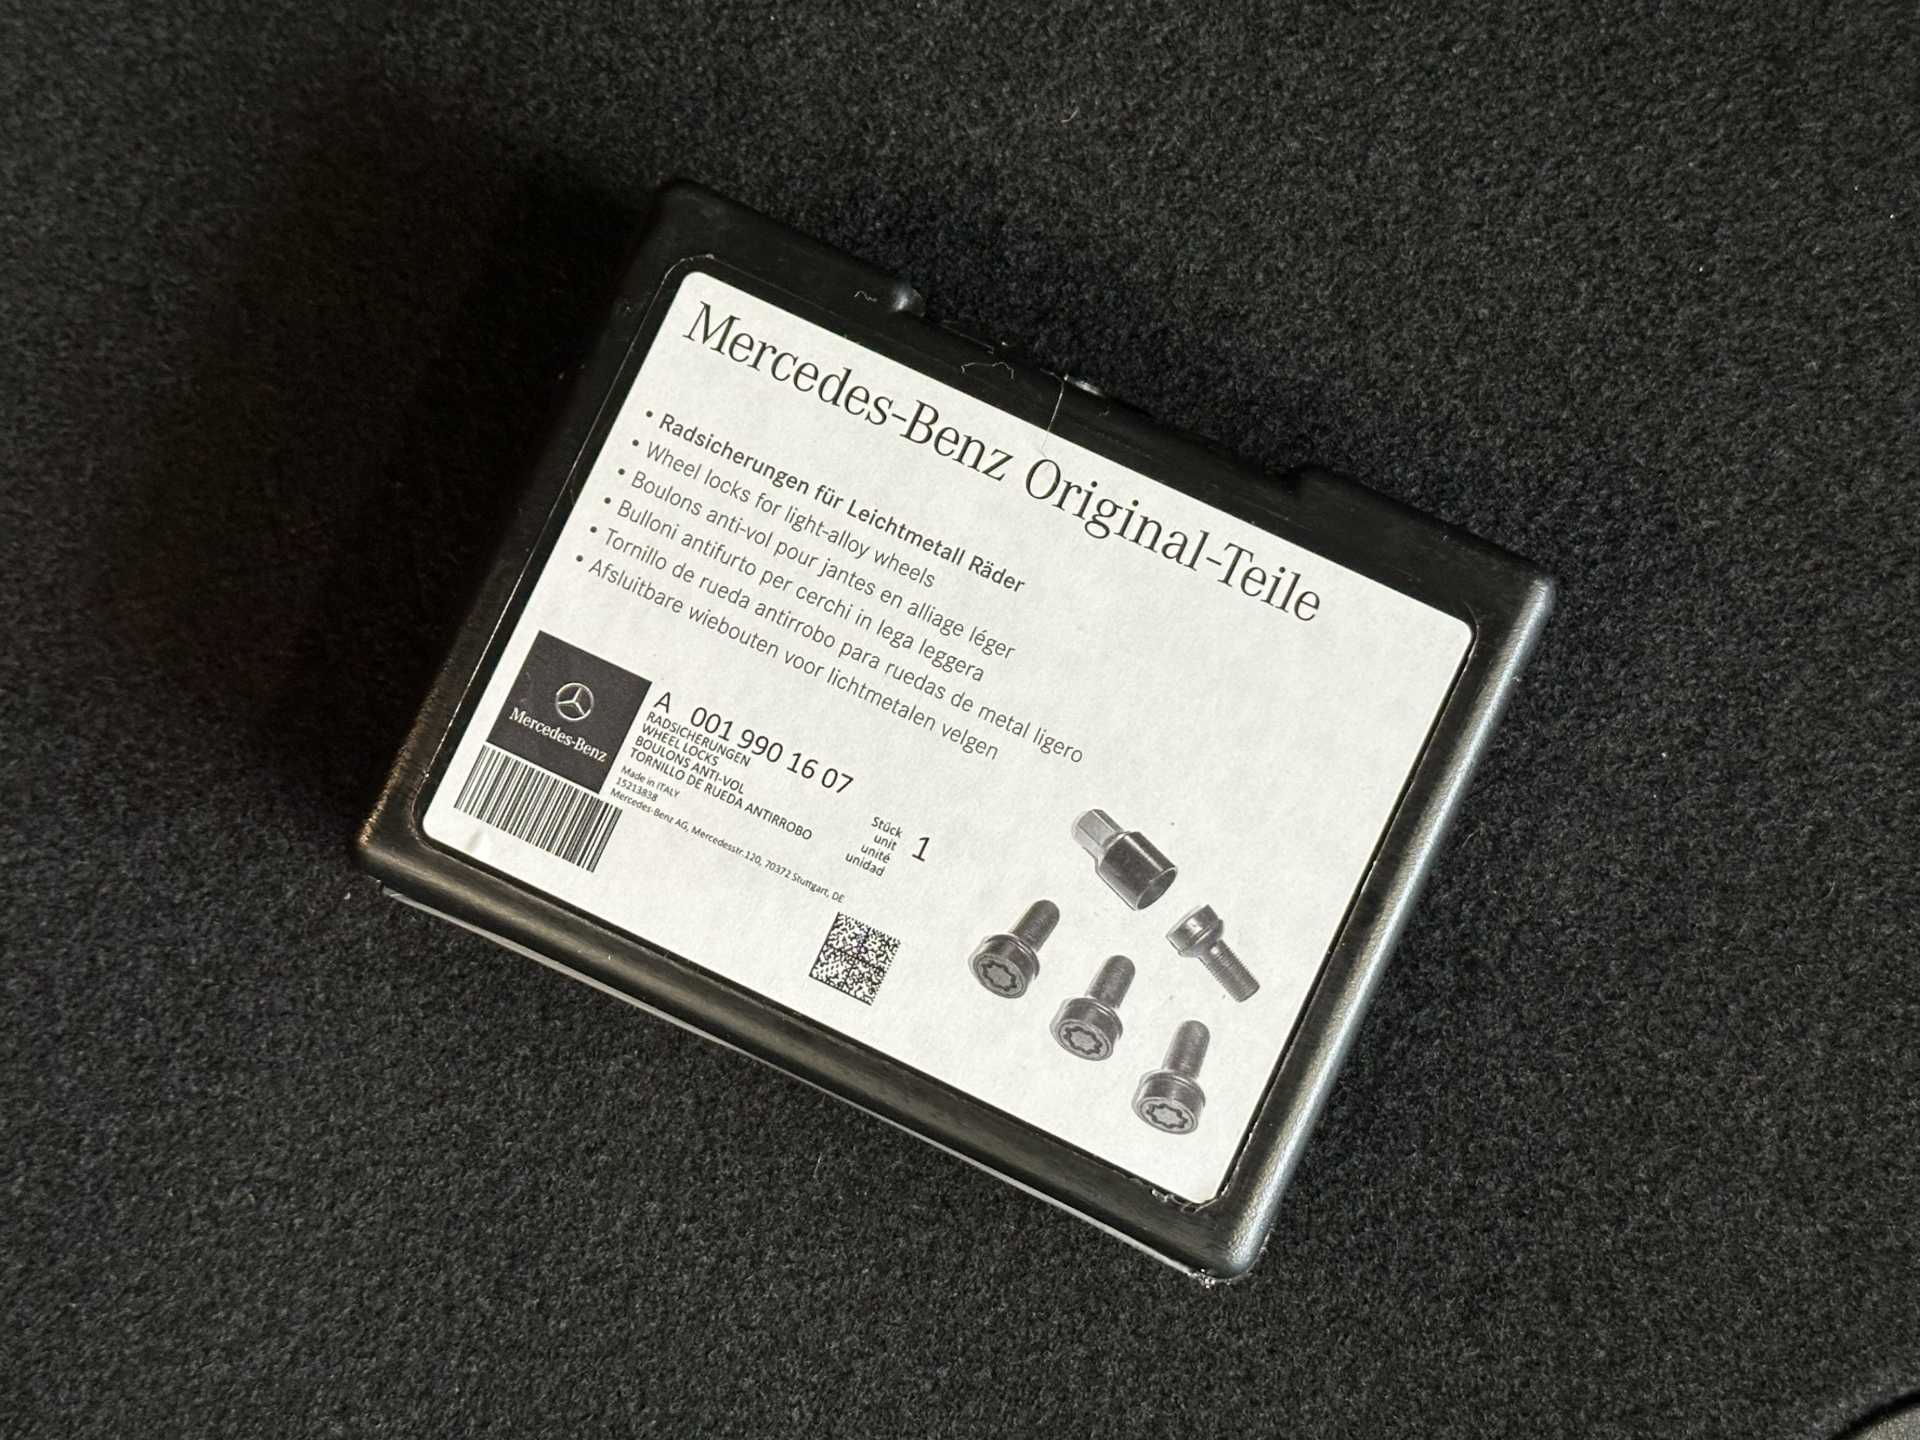 Mercedes-Benz Original-Teile
• Radsicherungen für Leichtmetall Räder
• Wheel locks for light-alloy wheels
• Boulons anti-vol pour jantes en alliage léger
• Bulloni antifurto per cerchi in lega leggera
• Tornillo de rueda antirrobo para ruedas de metal ligero
• Afsluitbare wiebouten voor lichtmetalen velgen
Mercedes-Benz
A 001 990 16 07
RADSICHERUNGEN
WHEEL LOCKS
BOULONS ANTI-VOL
TORNILLO DE RUEDA ANTIRROBO
Made in ITALY
15213838
Mercedes-Benz AG, Mercedesstr.120, 70372 Stuttgart, DE
Stück
unit
unité
unidad
1